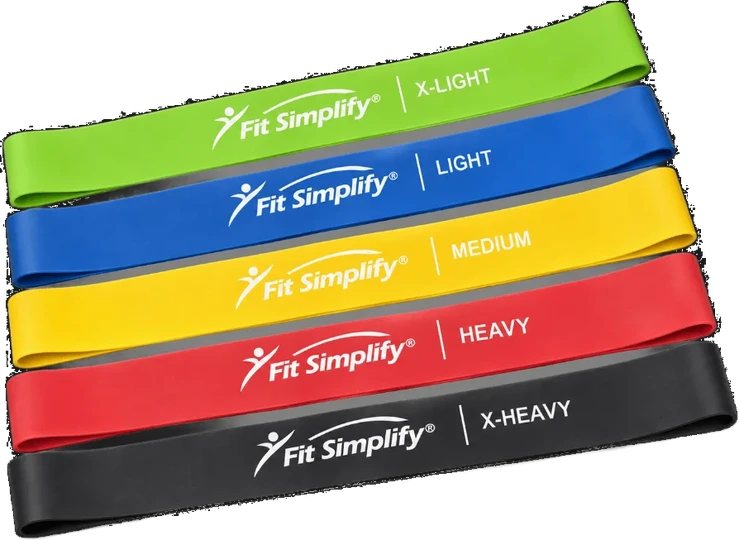 Fit Simplify® | X-LIGHT
Fit Simplify® | LIGHT
Fit Simplify® | MEDIUM
Fit Simplify® | HEAVY
Fit Simplify® | X-HEAVY